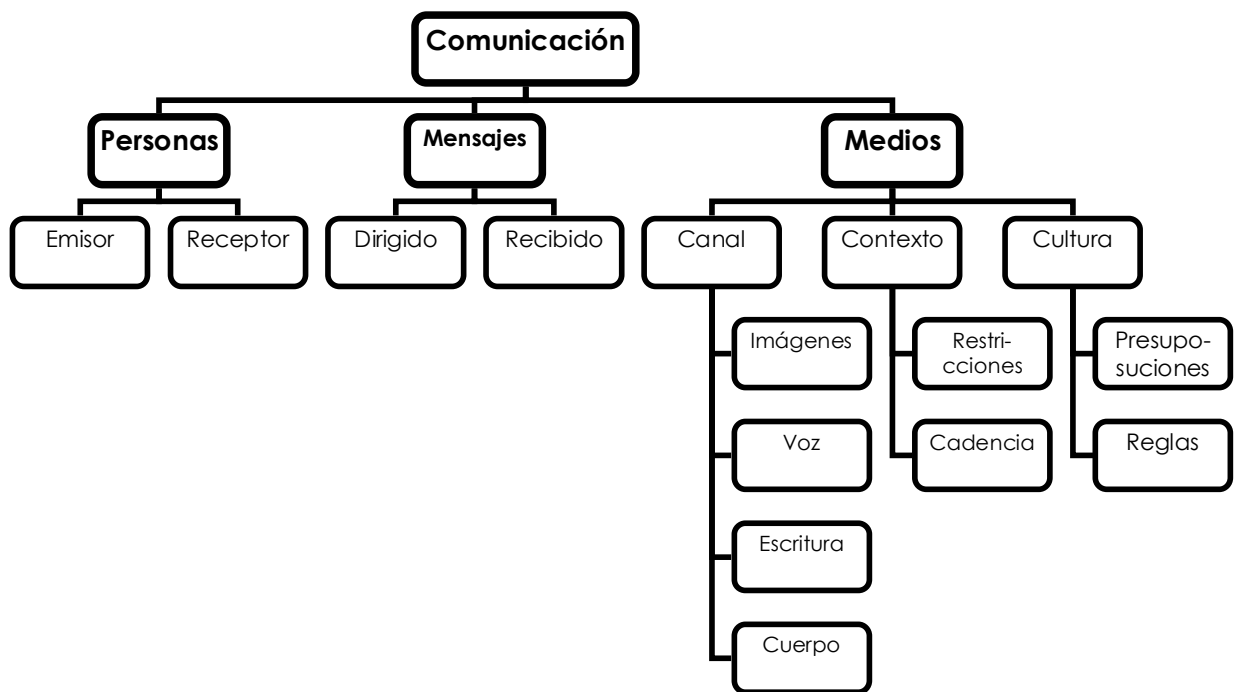 Comunicación
Personas
Mensajes
Medios
Emisor
Receptor
Dirigido
Recibido
Canal
Contexto
Cultura
Imágenes
Restri-
cciones
Presupo-
suciones
Voz
Cadencia
Reglas
Escritura
Cuerpo